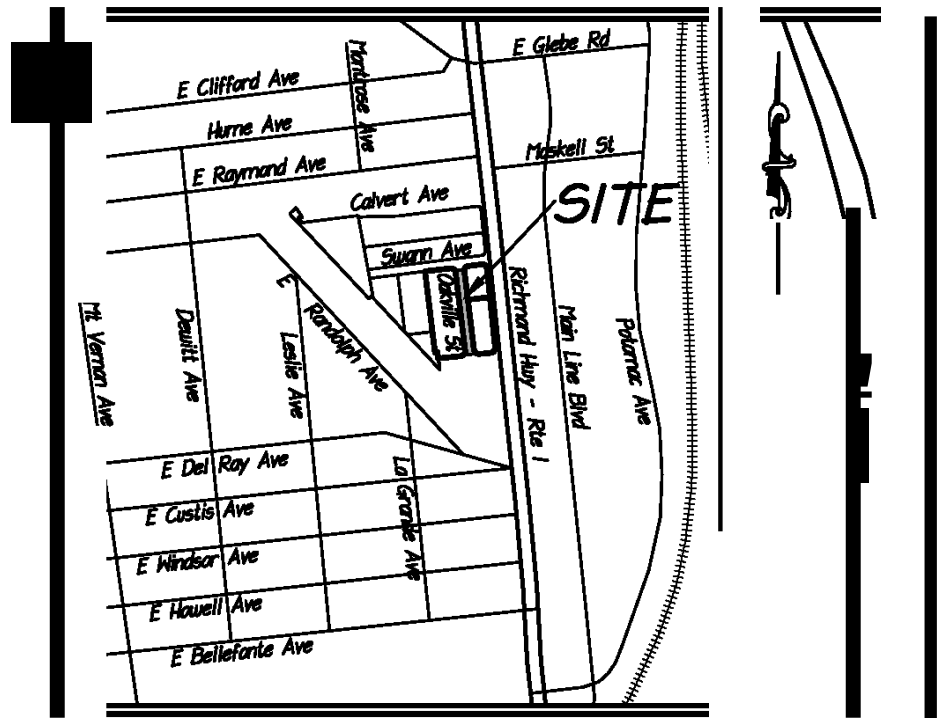 E Glebe Rd
E Clifford Ave
Montrose Ave
Hume Ave
Maskell St
E Raymond Ave
Calvert Ave
SITE
Swann Ave
Oakville St
E Randolph Ave
Richmond Hwy - Rte 1
Main Line Blvd
Potomac Ave
Mt Vernon Ave
Dewitt Ave
Leslie Ave
E Del Ray Ave
La Grande Ave
E Custis Ave
E Windsor Ave
E Howell Ave
E Bellefonte Ave